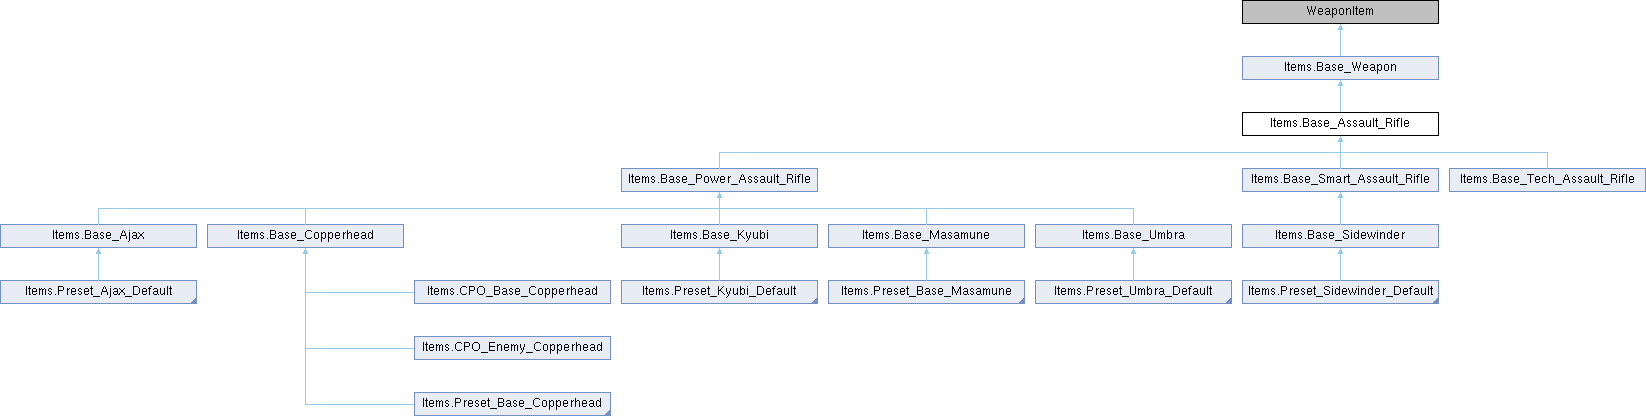 WeaponItem
Items.Base_Weapon
Items.Base_Assault_Rifle
Items.Base_Power_Assault_Rifle
Items.Base_Smart_Assault_Rifle
Items.Base_Tech_Assault_Rifle
Items.Base_Ajax
Items.Base_Copperhead
Items.Base_Kyubi
Items.Base_Masamune
Items.Base_Umbra
Items.Base_Sidewinder
Items.Preset_Ajax_Default
Items.CPO_Base_Copperhead
Items.Preset_Kyubi_Default
Items.Preset_Base_Masamune
Items.Preset_Umbra_Default
Items.Preset_Sidewinder_Default
Items.CPO_Enemy_Copperhead
Items.Preset_Base_Copperhead